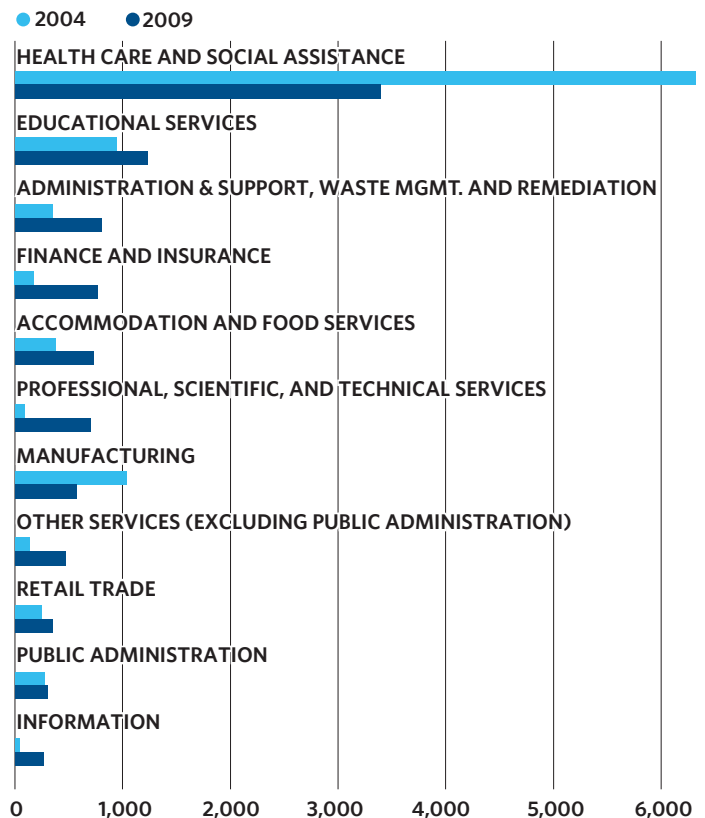 2004 2009
HEALTH CARE AND SOCIAL ASSISTANCE
EDUCATIONAL SERVICES
ADMINISTRATION & SUPPORT, WASTE MGMT. AND REMEDIATION
FINANCE AND INSURANCE
ACCOMMODATION AND FOOD SERVICES
PROFESSIONAL, SCIENTIFIC, AND TECHNICAL SERVICES
MANUFACTURING
OTHER SERVICES (EXCLUDING PUBLIC ADMINISTRATION)
RETAIL TRADE
PUBLIC ADMINISTRATION
INFORMATION
0 1,000 2,000 3,000 4,000 5,000 6,000